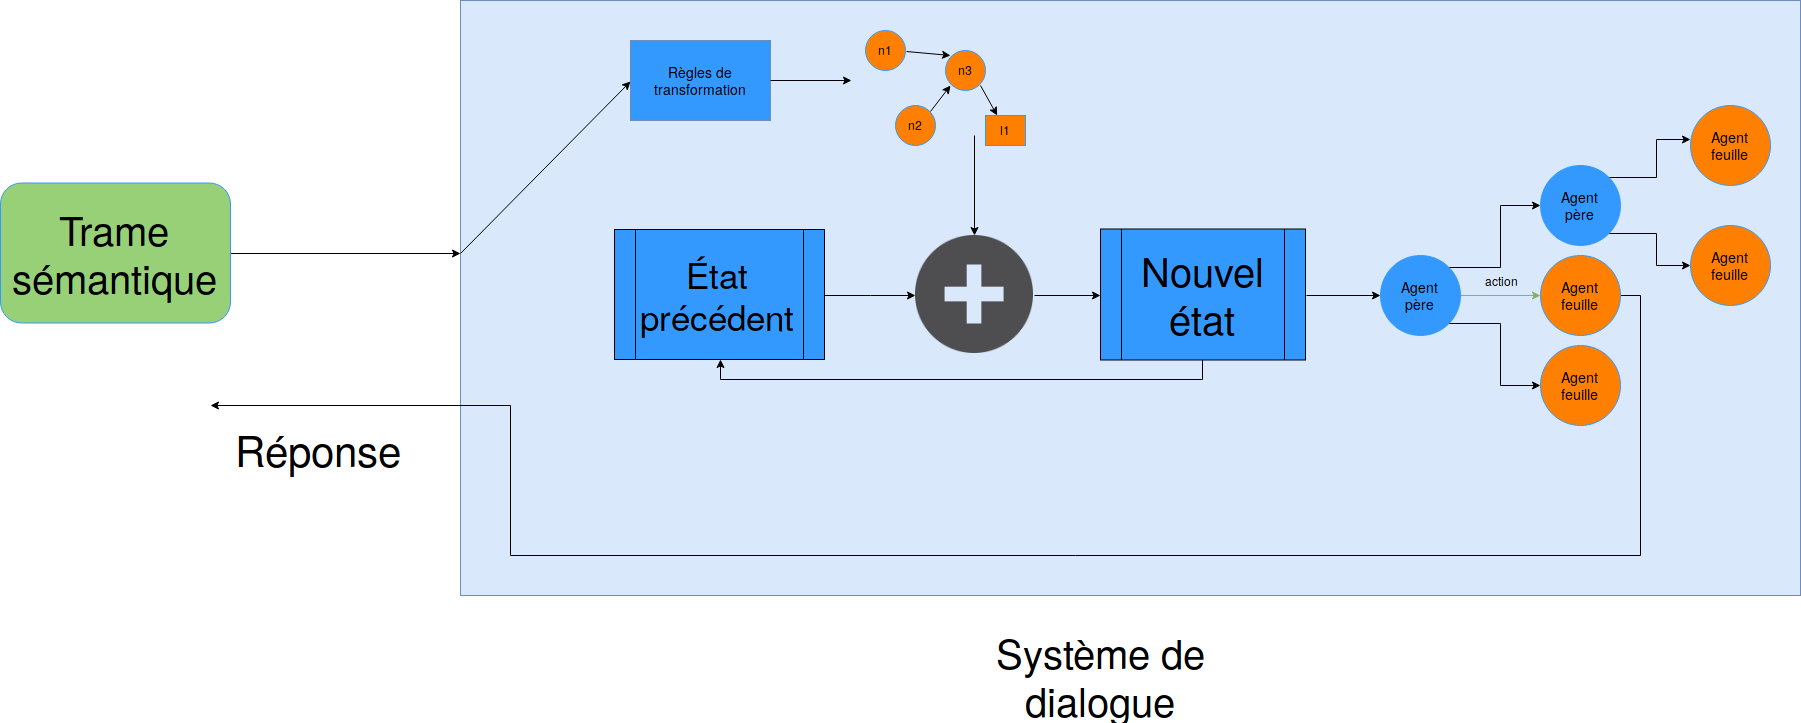 Règles de
transformation
n1
n3
n2
l1
Trame
sémantique
État
précédent
Nouvel
état
Agent
père
action
Agent
père
Agent
feuille
Agent
feuille
Agent
feuille
Agent
feuille
Réponse
Système de
dialogue